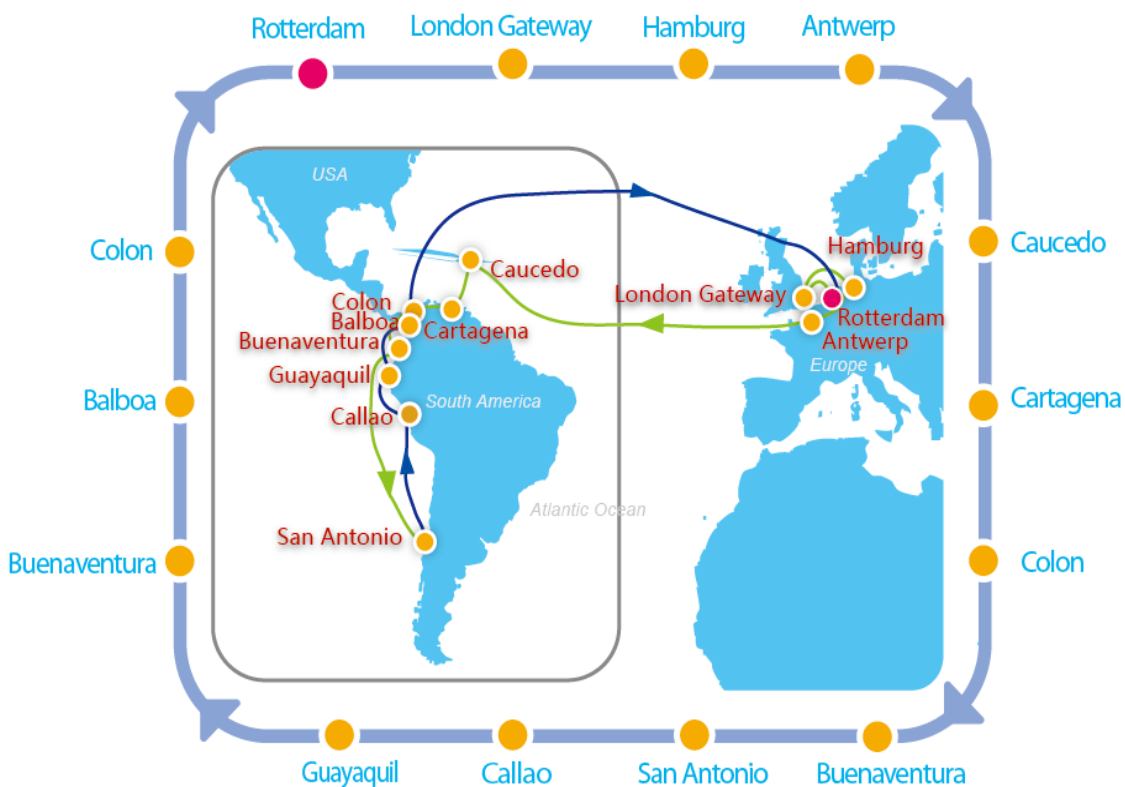 Rotterdam
London Gateway
Hamburg
Antwerp
USA
Colon
Caucedo
Hamburg
Caucedo
London Gateway
Colon
Rotterdam
Balboa
Cartagena
Buenaventura
Antwerp
Europe
Guayaquil
Balboa
South America
Cartagena
Callao
Atlantic Ocean
San Antonio
Buenaventura
Colon
Guayaquil
Callao
San Antonio
Buenaventura